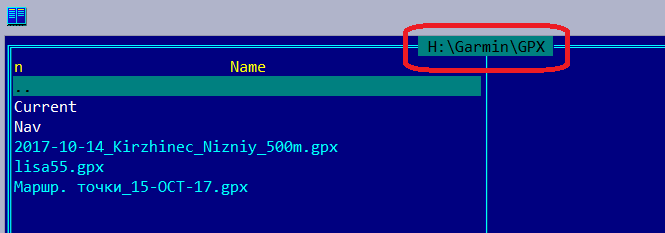 H:\Garmin\GPX
n Name
..
Current
Nav
2017-10-14_Kirzhinec_Nizniy_500m.gpx
lisa55.gpx
Маршр. точки_15-ОСТ-17.gpx